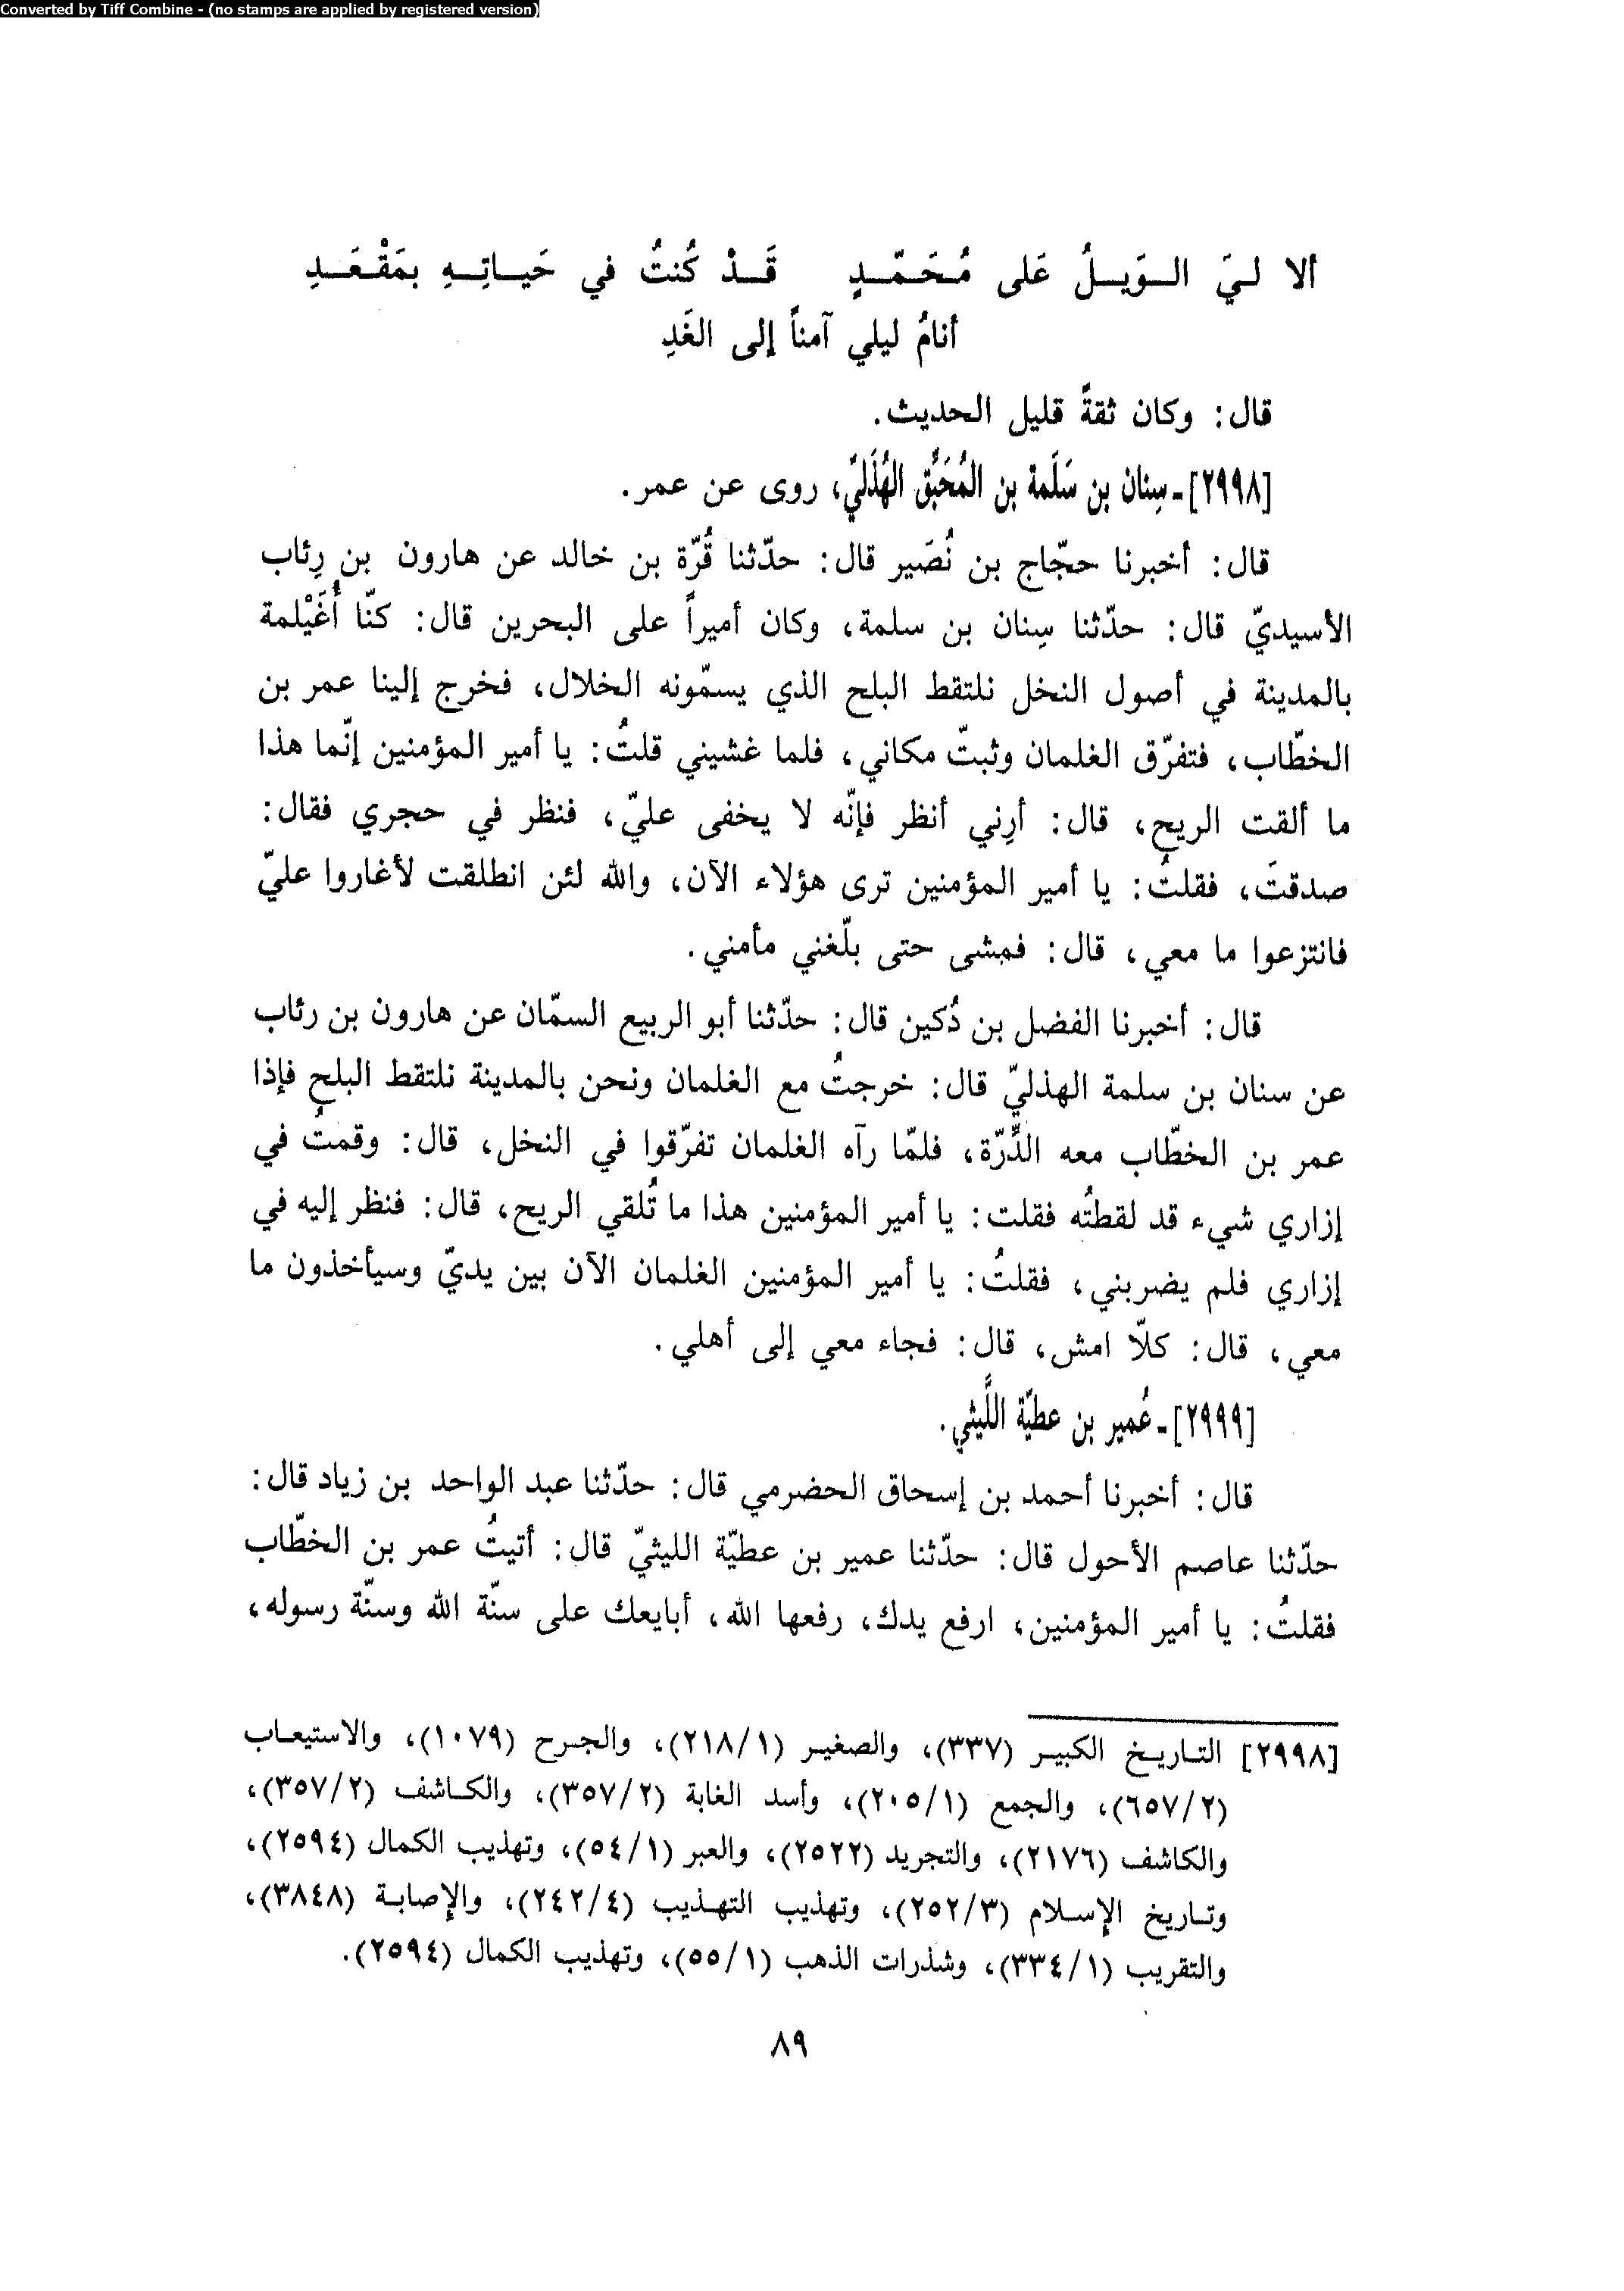 Converted by Tiff Combine - (no stamps are applied by registered version)
ألا لـيَ الـوَيـلُ عَلى مُـحَـمّـدٍ قَـدْ كُنتُ في حَيـاتِـهِ بمَقْـعَـدِ
أنامُ ليلي آمناً إلى الغَدِ
قال: وكان ثقةً قليل الحديث.
[٢٩٩٨] ـ سِنان بن سَلَمة بن المُحَبِّق الهُذَليّ، روى عن عمر.
قال: أخبرنا حجّاج بن نُصَير قال: حدّثنا قُرّة بن خالد عن هارون بن رِئاب
الأسيديّ قال: حدّثنا سِنان بن سلمة، وكان أميراً على البحرين قال: كنّا أُغَيْلمة
بالمدينة في أصول النخل نلتقط البلح الذي يسمّونه الخلال، فخرج إلينا عمر بن
الخطّاب، فتفرّق الغلمان وثبتّ مكاني، فلما غشيني قلتُ: يا أمير المؤمنين إنّما هذا
ما ألقت الريح، قال: أرِني أنظر فإنّه لا يخفى عليّ، فنظر في حجري فقال:
صدقتَ، فقلتُ: يا أمير المؤمنين ترى هؤلاء الآن، والله لئن انطلقت لأغاروا عليّ
فانتزعوا ما معي، قال: فمشى حتى بلّغني مأمني.
قال: أخبرنا الفضل بن دُكين قال: حدّثنا أبو الربيع السمّان عن هارون بن رئاب
عن سنان بن سلمة الهذليّ قال: خرجتُ مع الغلمان ونحن بالمدينة نلتقط البلح فإذا
عمر بن الخطّاب معه الدِّرّة، فلمّا رآه الغلمان تفرّقوا في النخل، قال: وقمتُ في
إزاري شيء قد لقطتُه فقلت: يا أمير المؤمنين هذا ما تُلقي الريح، قال: فنظر إليه في
إزاري فلم يضربني، فقلتُ: يا أمير المؤمنين الغلمان الآن بين يديّ وسيأخذون ما
معي، قال: كلّا امش، قال: فجاء معي إلى أهلي.
[٢٩٩٩] ـ عُمير بن عطيّة اللَّيثي.
قال: أخبرنا أحمد بن إسحاق الحضرمي قال: حدّثنا عبد الواحد بن زياد قال:
حدّثنا عاصم الأحول قال: حدّثنا عمير بن عطيّة الليثيّ قال: أتيتُ عمر بن الخطّاب
فقلتُ: يا أمير المؤمنين، ارفع يدك، رفعها الله، أبايعك على سنّة الله وسنّة رسوله،
[٢٩٩٨] التـاريـخ الكبيـر (٣٣٧)، والصغيـر (٢١٨/١)، والجـرح (١٠٧٩)، والاستيعـاب
(٦٥٧/٢)، والجمع (٢٠٥/١)، وأسد الغابة (٣٥٧/٢)، والكـاشف (٣٥٧/٢)،
والكاشف (٢١٧٦)، والتجريد (٢٥٢٢)، والعبر (٥٤/١)، وتهذيب الكمال (٢٥٩٤)،
وتـاريخ الإسـلام (٢٥٢/٣)، وتهذيب التهـذيب (٢٤٢/٤)، والإصابـة (٣٨٤٨)،
والتقريب (٣٣٤/١)، وشذرات الذهب (٥٥/١)، وتهذيب الكمال (٢٥٩٤).
٨٩